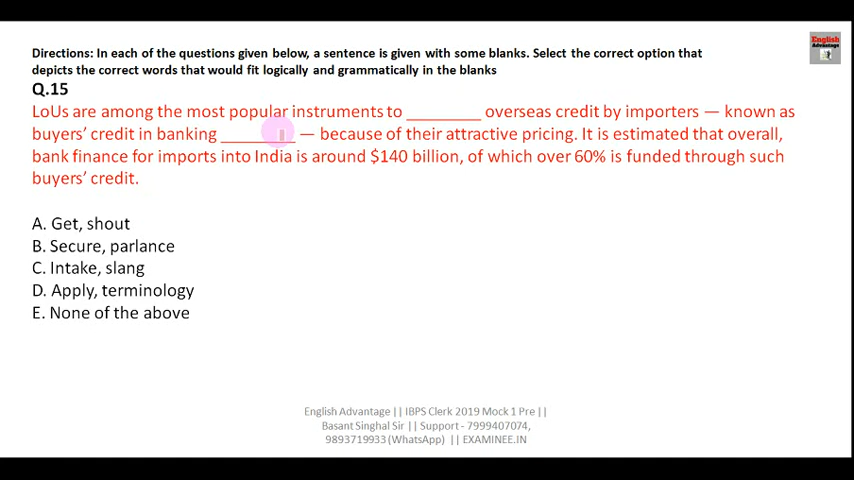 English
Advantage
Directions: In each of the questions given below, a sentence is given with some blanks. Select the correct option that
depicts the correct words that would fit logically and grammatically in the blanks
Q.15
LoUs are among the most popular instruments to ________ overseas credit by importers — known as
buyers’ credit in banking ________ — because of their attractive pricing. It is estimated that overall,
bank finance for imports into India is around $140 billion, of which over 60% is funded through such
buyers’ credit.
A. Get, shout
B. Secure, parlance
C. Intake, slang
D. Apply, terminology
E. None of the above
English Advantage || IBPS Clerk 2019 Mock 1 Pre ||
Basant Singhal Sir || Support - 7999407074,
9893719933 (WhatsApp) || EXAMINEE.IN